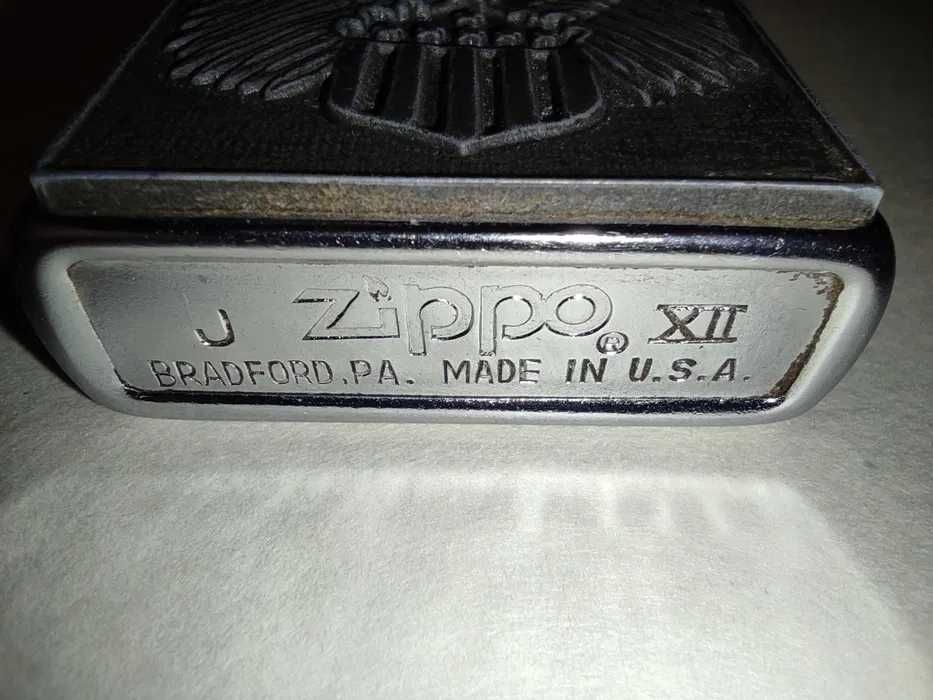 J Zippo® XII
BRADFORD, PA. MADE IN U.S.A.